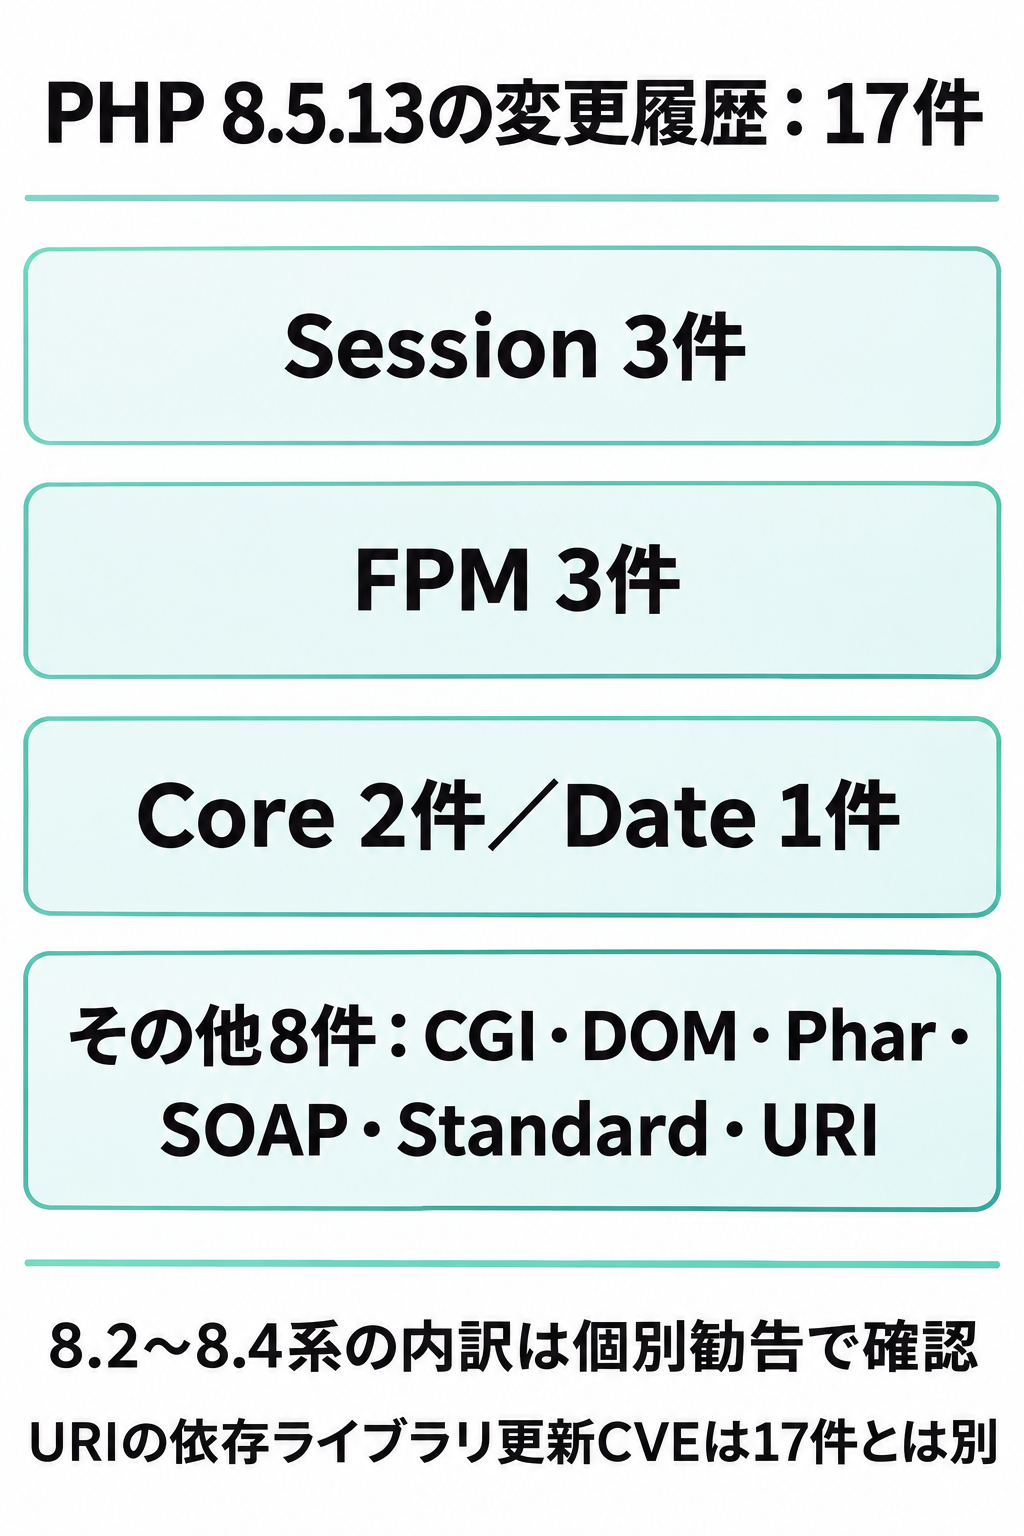 PHP 8.5.13の変更履歴：17件
Session 3件
FPM 3件
Core 2件／Date 1件
その他8件：CGI・DOM・Phar・
SOAP・Standard・URI
8.2～8.4系の内訳は個別勧告で確認
URIの依存ライブラリ更新CVEは17件とは別